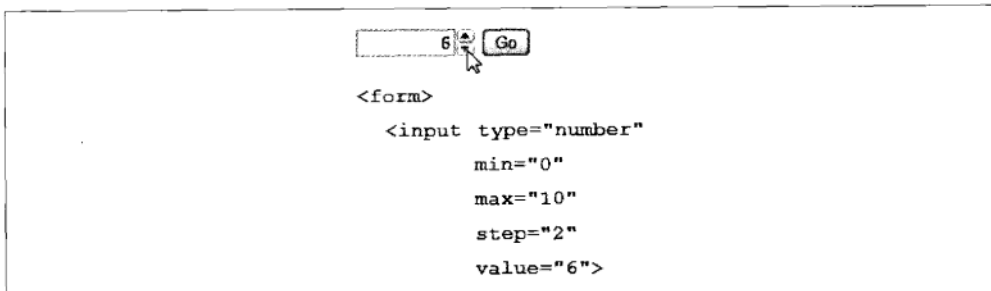 6 Go
<form>
<input type="number"
min="0"
max="10"
step="2"
value="6">